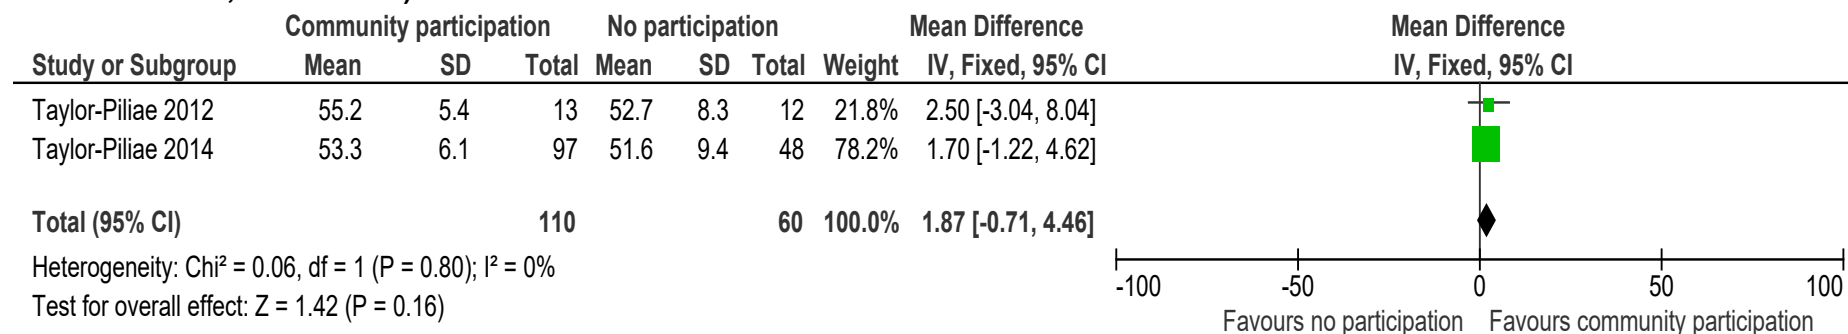 Community participation No participation Mean Difference Mean Difference
Study or Subgroup Mean SD Total Mean SD Total Weight IV, Fixed, 95% CI IV, Fixed, 95% CI
Taylor-Piliae 2012 55.2 5.4 13 52.7 8.3 12 21.8% 2.50 [-3.04, 8.04]
Taylor-Piliae 2014 53.3 6.1 97 51.6 9.4 48 78.2% 1.70 [-1.22, 4.62]
Total (95% CI) 110 60 100.0% 1.87 [-0.71, 4.46]
Heterogeneity: Chi² = 0.06, df = 1 (P = 0.80); I² = 0%
Test for overall effect: Z = 1.42 (P = 0.16)
-100 -50 0 50 100
Favours no participation Favours community participation